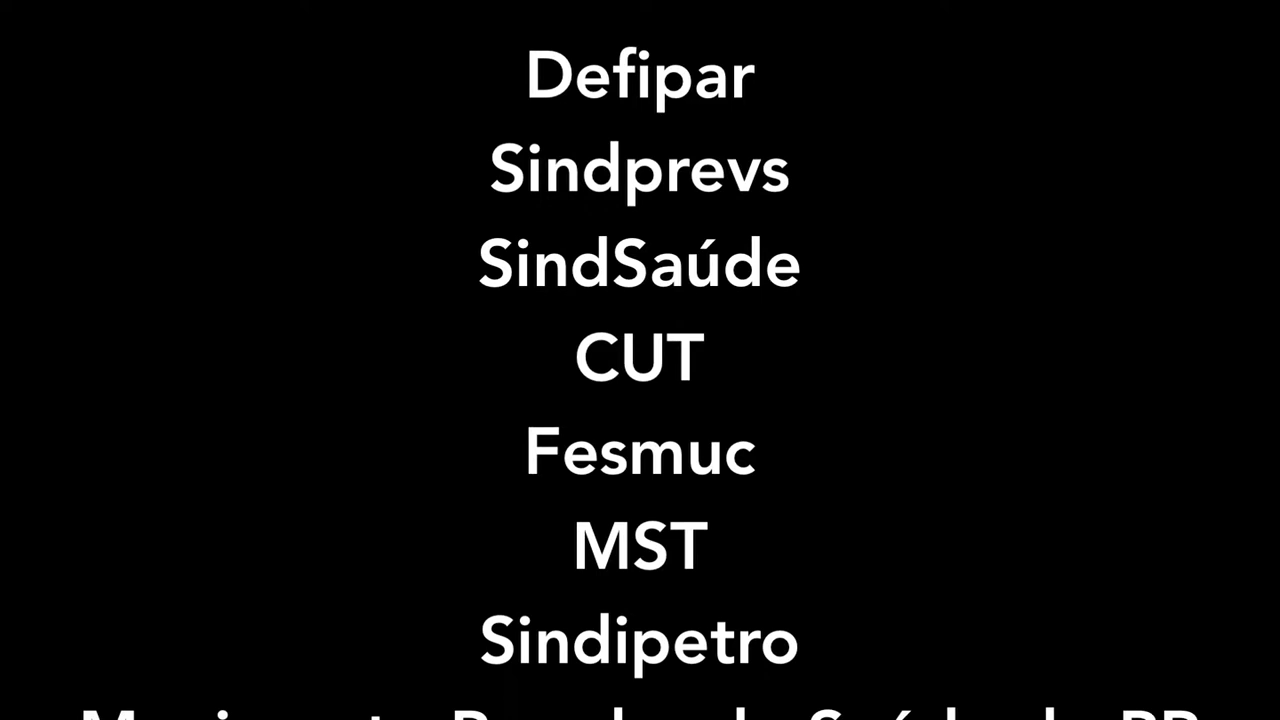 Defipar
Sindprevs
SindSaúde
CUT
Fesmuc
MST
Sindipetro